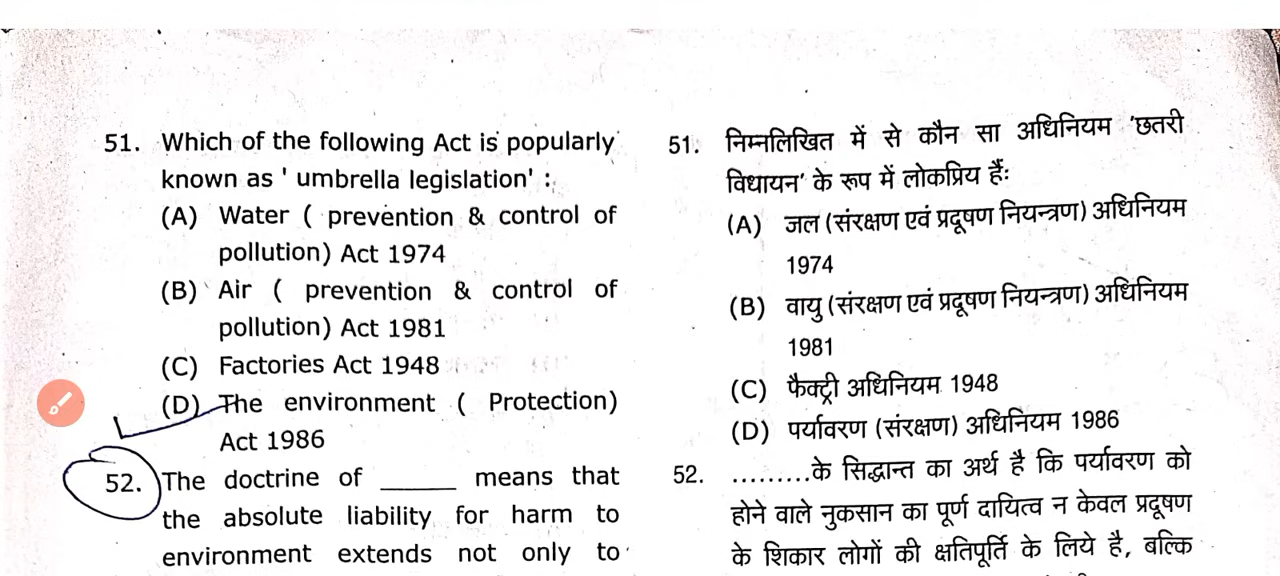 51. Which of the following Act is popularly
known as ' umbrella legislation' :
(A) Water ( prevention & control of
pollution) Act 1974
(B) Air ( prevention & control of
pollution) Act 1981
(C) Factories Act 1948
(D) The environment ( Protection)
Act 1986
52. The doctrine of ______ means that
the absolute liability for harm to
environment extends not only to
51. निम्नलिखित में से कौन सा अधिनियम 'छतरी
विधायन' के रूप में लोकप्रिय हैंः
(A) जल (संरक्षण एवं प्रदूषण नियन्त्रण) अधिनियम
1974
(B) वायु (संरक्षण एवं प्रदूषण नियन्त्रण) अधिनियम
1981
(C) फैक्ट्री अधिनियम 1948
(D) पर्यावरण (संरक्षण) अधिनियम 1986
52. .........के सिद्धान्त का अर्थ है कि पर्यावरण को
होने वाले नुकसान का पूर्ण दायित्व न केवल प्रदूषण
के शिकार लोगों की क्षतिपूर्ति के लिये है, बल्कि